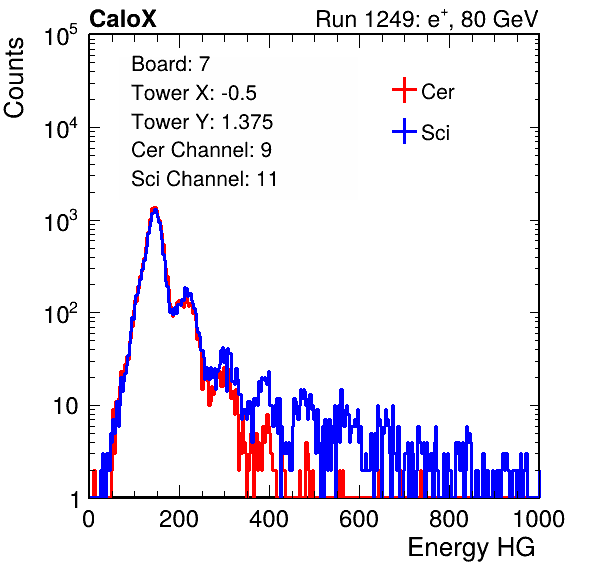 CaloX Run 1249: e⁺, 80 GeV
Counts
10⁵
10⁴
10³
10²
10
1
Board: 7
Tower X: -0.5
Tower Y: 1.375
Cer Channel: 9
Sci Channel: 11
Cer
Sci
0 200 400 600 800 1000
Energy HG